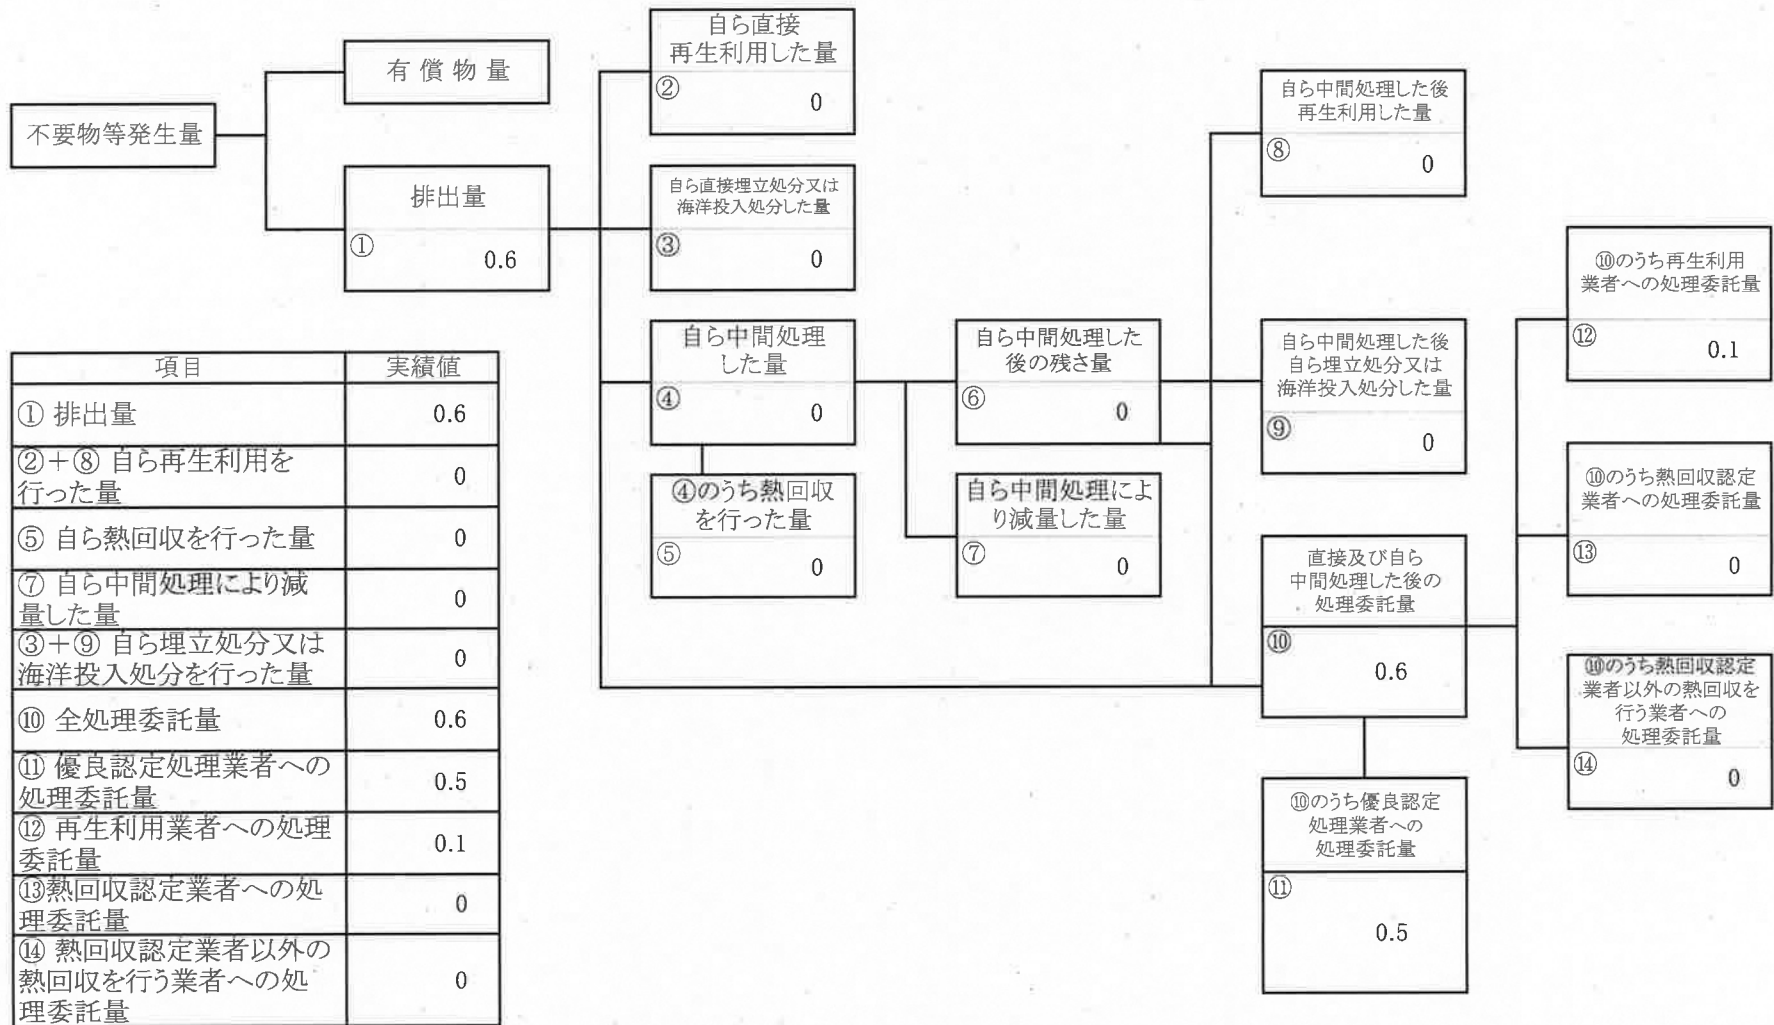 不要物等発生量
有償物量
排出量
①
0.6
自ら直接
再生利用した量
②
0
自ら直接埋立処分又は
海洋投入処分した量
③
0
自ら中間処理
した量
④
0
④のうち熱回収
を行った量
⑤
0
自ら中間処理した
後の残さ量
⑥
0
自ら中間処理によ
り減量した量
⑦
0
自ら中間処理した後
再生利用した量
⑧
0
自ら中間処理した後
自ら埋立処分又は
海洋投入処分した量
⑨
0
直接及び自ら
中間処理した後の
処理委託量
⑩
0.6
⑩のうち優良認定
処理業者への
処理委託量
⑪
0.5
⑩のうち再生利用
業者への処理委託量
⑫
0.1
⑩のうち熱回収認定
業者への処理委託量
⑬
0
⑩のうち熱回収認定
業者以外の熱回収を
行う業者への
処理委託量
⑭
0
項目 実績値
① 排出量 0.6
②+⑧ 自ら再生利用を
行った量 0
⑤ 自ら熱回収を行った量 0
⑦ 自ら中間処理により減
量した量 0
③+⑨ 自ら埋立処分又は
海洋投入処分を行った量 0
⑩ 全処理委託量 0.6
⑪ 優良認定処理業者への
処理委託量 0.5
⑫ 再生利用業者への処理
委託量 0.1
⑬熱回収認定業者への処
理委託量 0
⑭ 熱回収認定業者以外の
熱回収を行う業者への処
理委託量 0